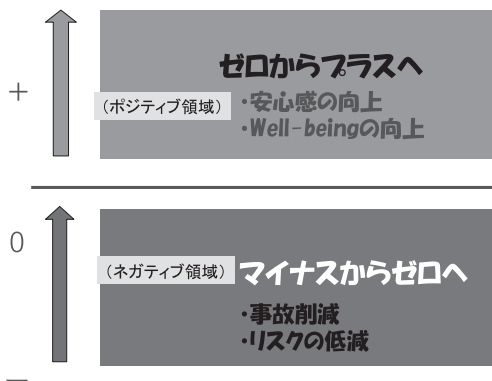 +
ゼロからプラスへ
（ポジティブ領域）
・安心感の向上
・Well-beingの向上
0
（ネガティブ領域）
マイナスからゼロへ
・事故削減
・リスクの低減
−